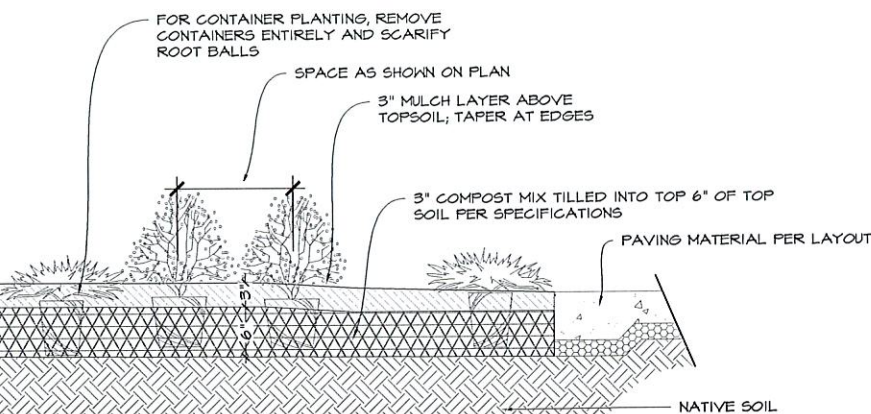 FOR CONTAINER PLANTING, REMOVE
CONTAINERS ENTIRELY AND SCARIFY
ROOT BALLS
SPACE AS SHOWN ON PLAN
3" MULCH LAYER ABOVE
TOPSOIL; TAPER AT EDGES
3" COMPOST MIX TILLED INTO TOP 6" OF TOP
SOIL PER SPECIFICATIONS
PAVING MATERIAL PER LAYOUT
3"
6"
NATIVE SOIL